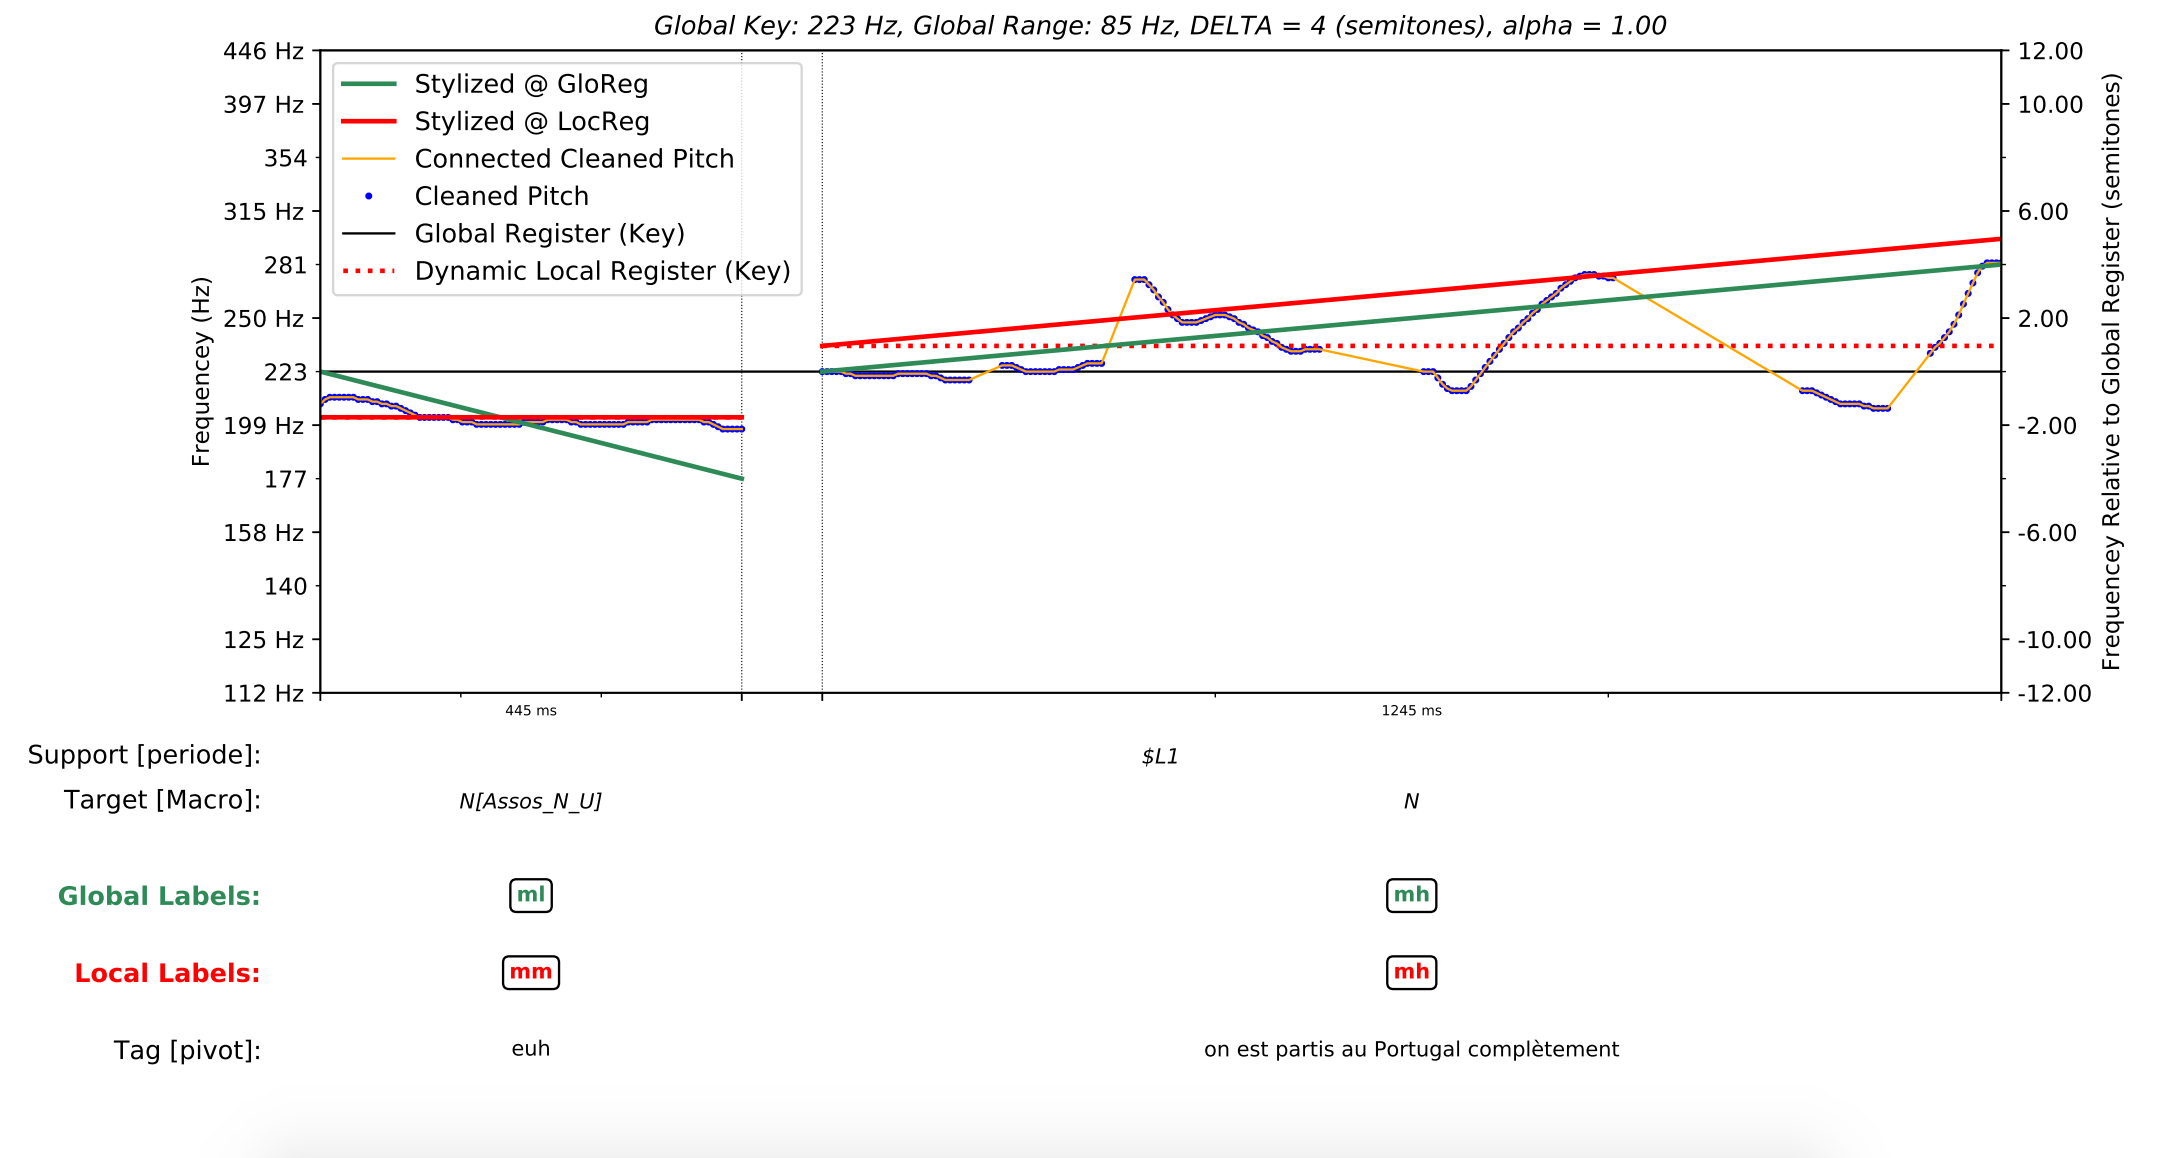 Global Key: 223 Hz, Global Range: 85 Hz, DELTA = 4 (semitones), alpha = 1.00
446 Hz
397 Hz
354
315 Hz
281
250 Hz
223
199 Hz
177
158 Hz
140
125 Hz
112 Hz
Frequencey (Hz)
Stylized @ GloReg
Stylized @ LocReg
Connected Cleaned Pitch
Cleaned Pitch
Global Register (Key)
Dynamic Local Register (Key)
12.00
10.00
6.00
2.00
-2.00
-6.00
-10.00
-12.00
Frequencey Relative to Global Register (semitones)
445 ms 1245 ms
Support [periode]: $L1
Target [Macro]: N[Assos_N_U] N
Global Labels: ml mh
Local Labels: mm mh
Tag [pivot]: euh on est partis au Portugal complètement